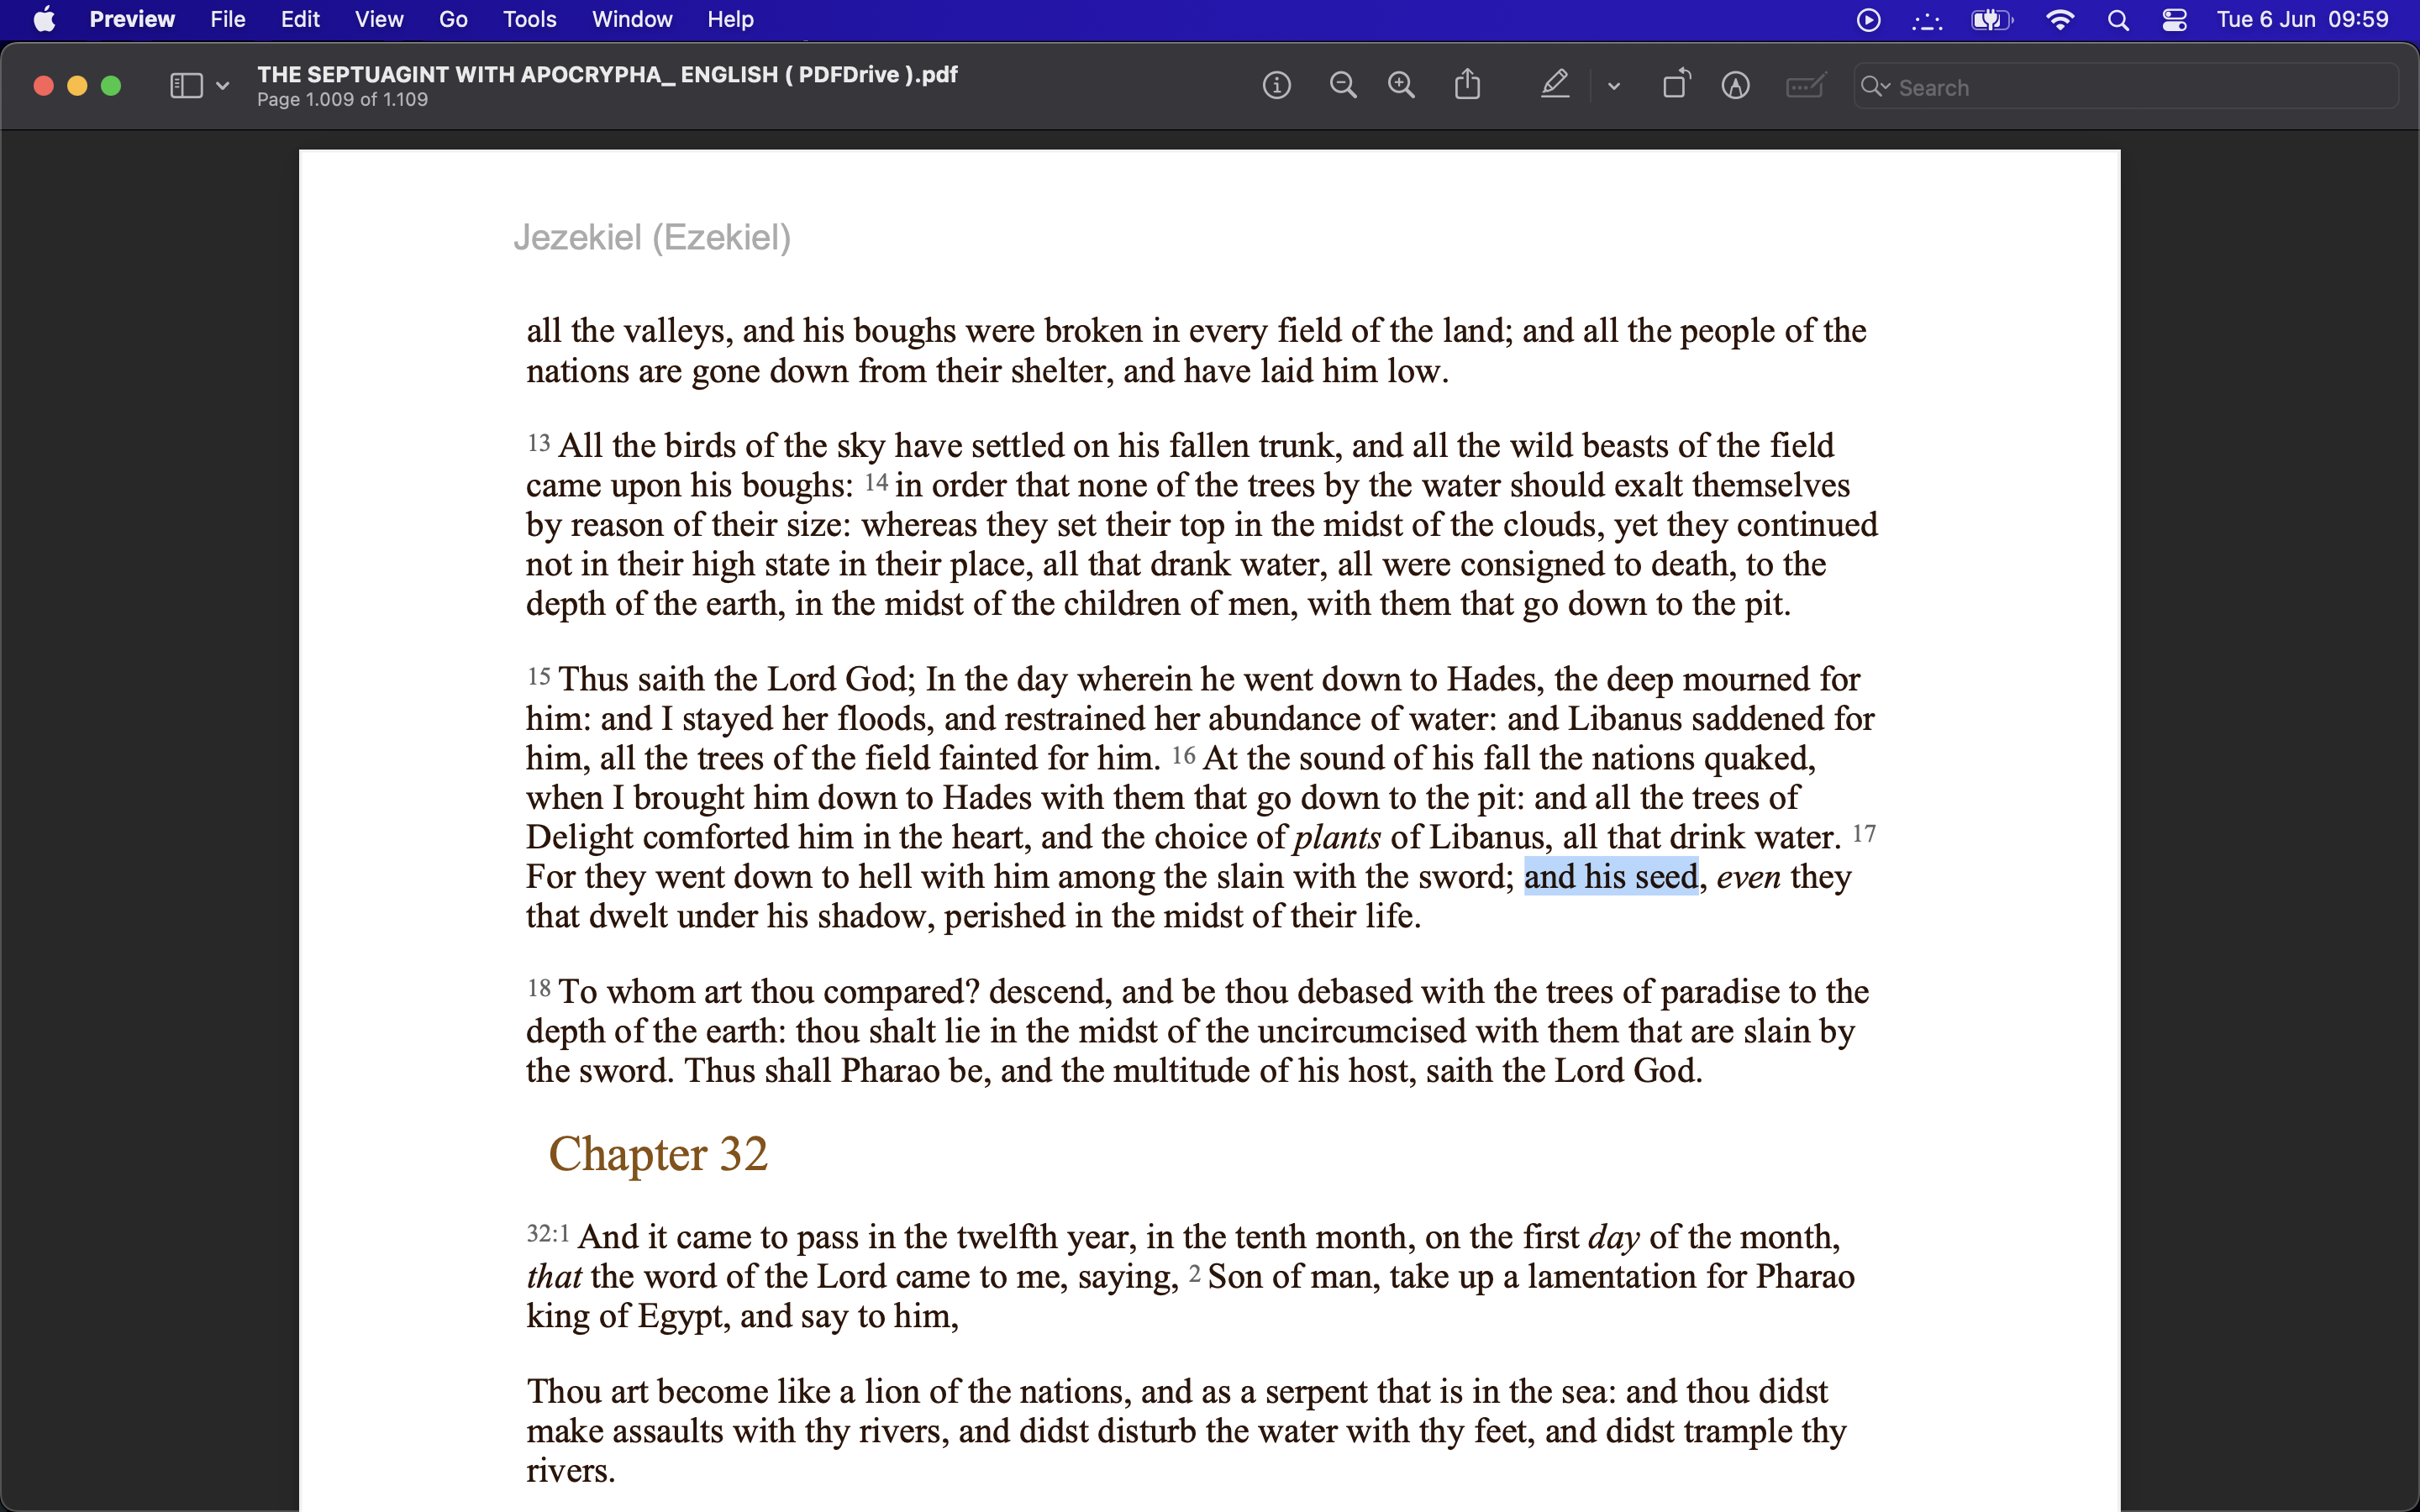 Preview File Edit View Go Tools Window Help Tue 6 Jun 09:59
THE SEPTUAGINT WITH APOCRYPHA_ ENGLISH ( PDFDrive ).pdf
Page 1.009 of 1.109
Search
Jezekiel (Ezekiel)
all the valleys, and his boughs were broken in every field of the land; and all the people of the
nations are gone down from their shelter, and have laid him low.
13 All the birds of the sky have settled on his fallen trunk, and all the wild beasts of the field
came upon his boughs: 14 in order that none of the trees by the water should exalt themselves
by reason of their size: whereas they set their top in the midst of the clouds, yet they continued
not in their high state in their place, all that drank water, all were consigned to death, to the
depth of the earth, in the midst of the children of men, with them that go down to the pit.
15 Thus saith the Lord God; In the day wherein he went down to Hades, the deep mourned for
him: and I stayed her floods, and restrained her abundance of water: and Libanus saddened for
him, all the trees of the field fainted for him. 16 At the sound of his fall the nations quaked,
when I brought him down to Hades with them that go down to the pit: and all the trees of
Delight comforted him in the heart, and the choice of plants of Libanus, all that drink water. 17
For they went down to hell with him among the slain with the sword; and his seed, even they
that dwelt under his shadow, perished in the midst of their life.
18 To whom art thou compared? descend, and be thou debased with the trees of paradise to the
depth of the earth: thou shalt lie in the midst of the uncircumcised with them that are slain by
the sword. Thus shall Pharao be, and the multitude of his host, saith the Lord God.
Chapter 32
32:1 And it came to pass in the twelfth year, in the tenth month, on the first day of the month,
that the word of the Lord came to me, saying, 2 Son of man, take up a lamentation for Pharao
king of Egypt, and say to him,
Thou art become like a lion of the nations, and as a serpent that is in the sea: and thou didst
make assaults with thy rivers, and didst disturb the water with thy feet, and didst trample thy
rivers.